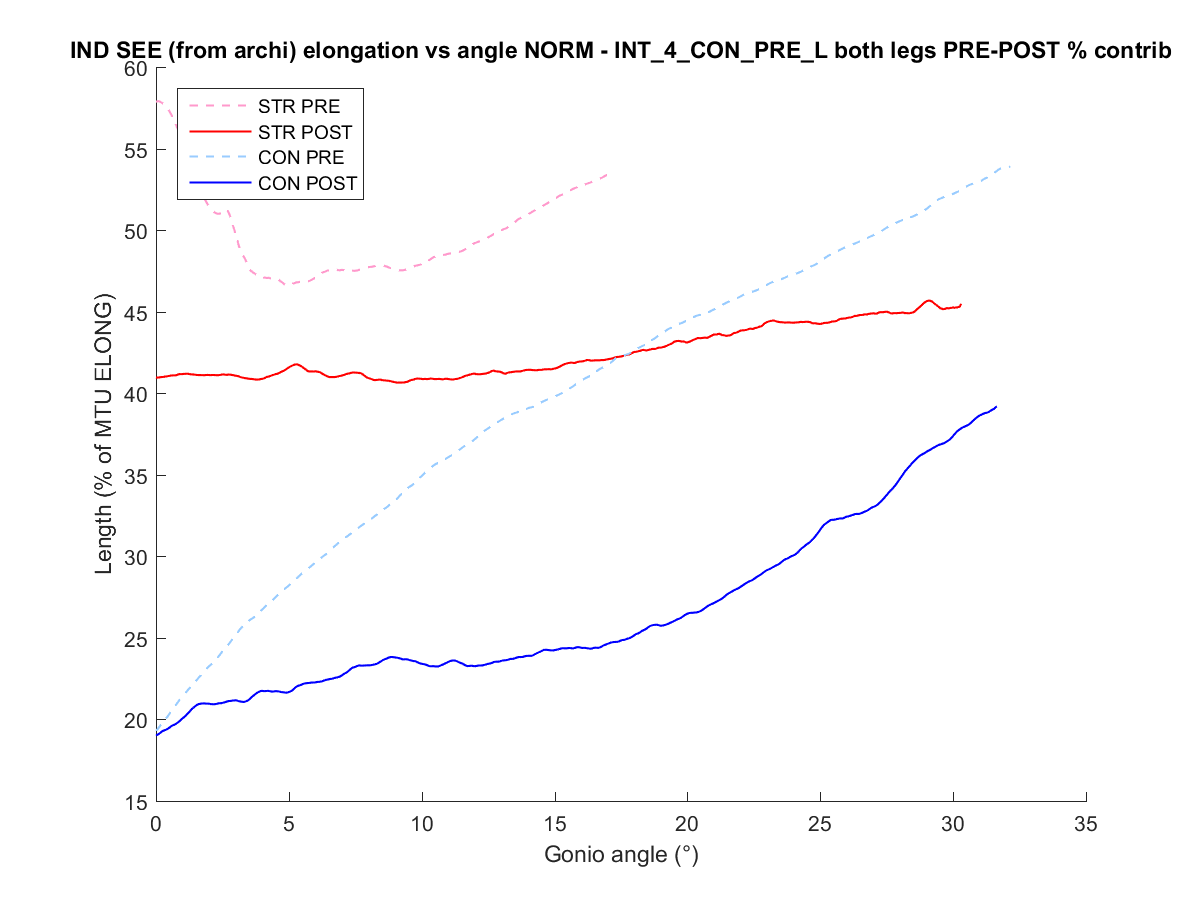 IND SEE (from archi) elongation vs angle NORM - INT_4_CON_PRE_L both legs PRE-POST % contrib
60
55
50
45
40
35
30
25
20
15
STR PRE
STR POST
CON PRE
CON POST
Length (% of MTU ELONG)
0 5 10 15 20 25 30 35
Gonio angle (°)